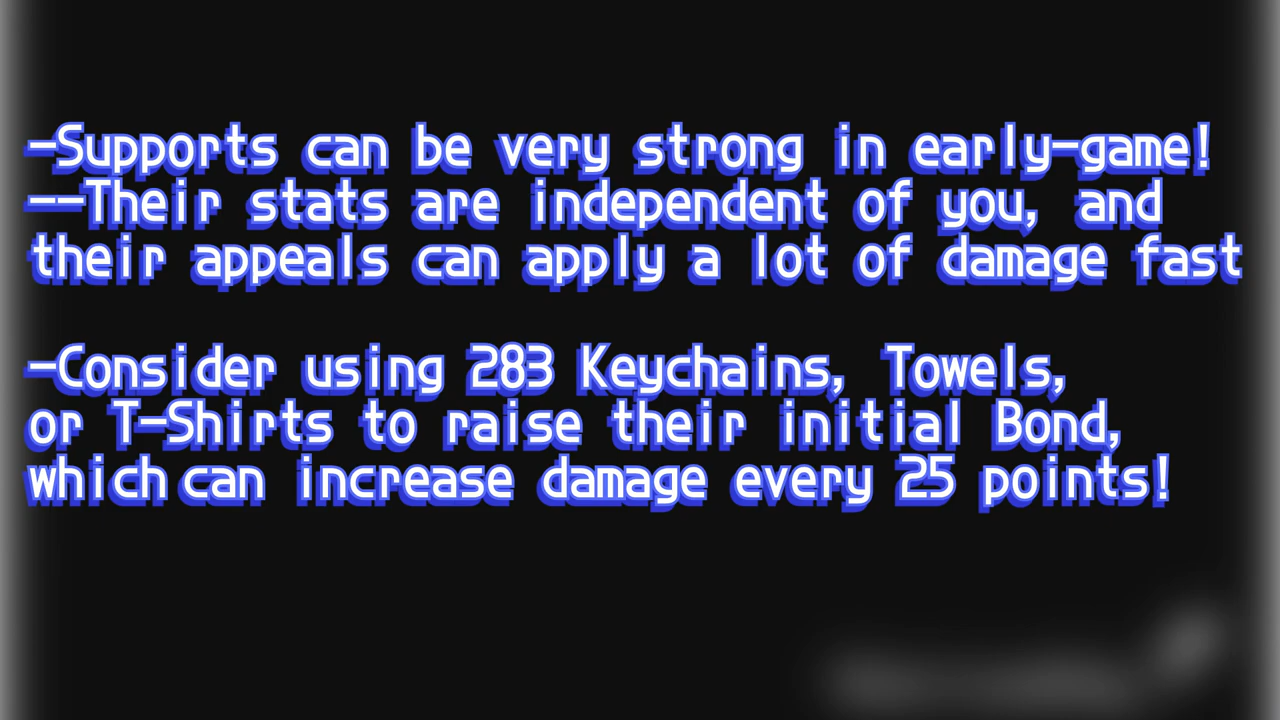 -Supports can be very strong in early-game!
--Their stats are independent of you, and
their appeals can apply a lot of damage fast
-Consider using 283 Keychains, Towels,
or T-Shirts to raise their initial Bond,
which can increase damage every 25 points!